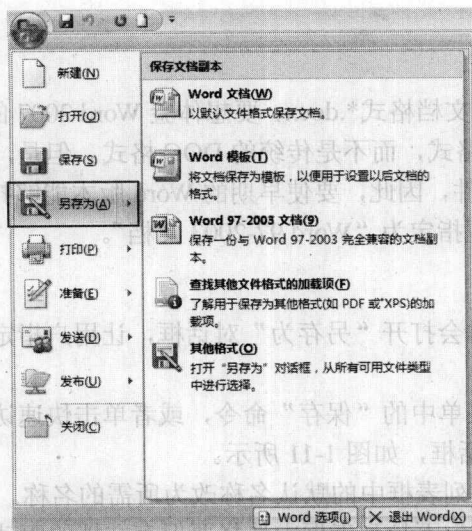 新建(N)
打开(O)
保存(S)
另存为(A)
打印(P)
准备(E)
发送(D)
发布(U)
关闭(C)
保存文档副本
Word 文档(W)
以默认文件格式保存文档。
Word 模板(T)
将文档保存为模板，以便用于设置以后文档的
格式。
Word 97-2003 文档(9)
保存一份与 Word 97-2003 完全兼容的文档副
本。
查找其他文件格式的加载项(F)
了解用于保存为其他格式(如 PDF 或 XPS)的加
载项。
其他格式(O)
打开“另存为”对话框，从所有可用文件类型
中进行选择。
Word 选项(I)
退出 Word(X)